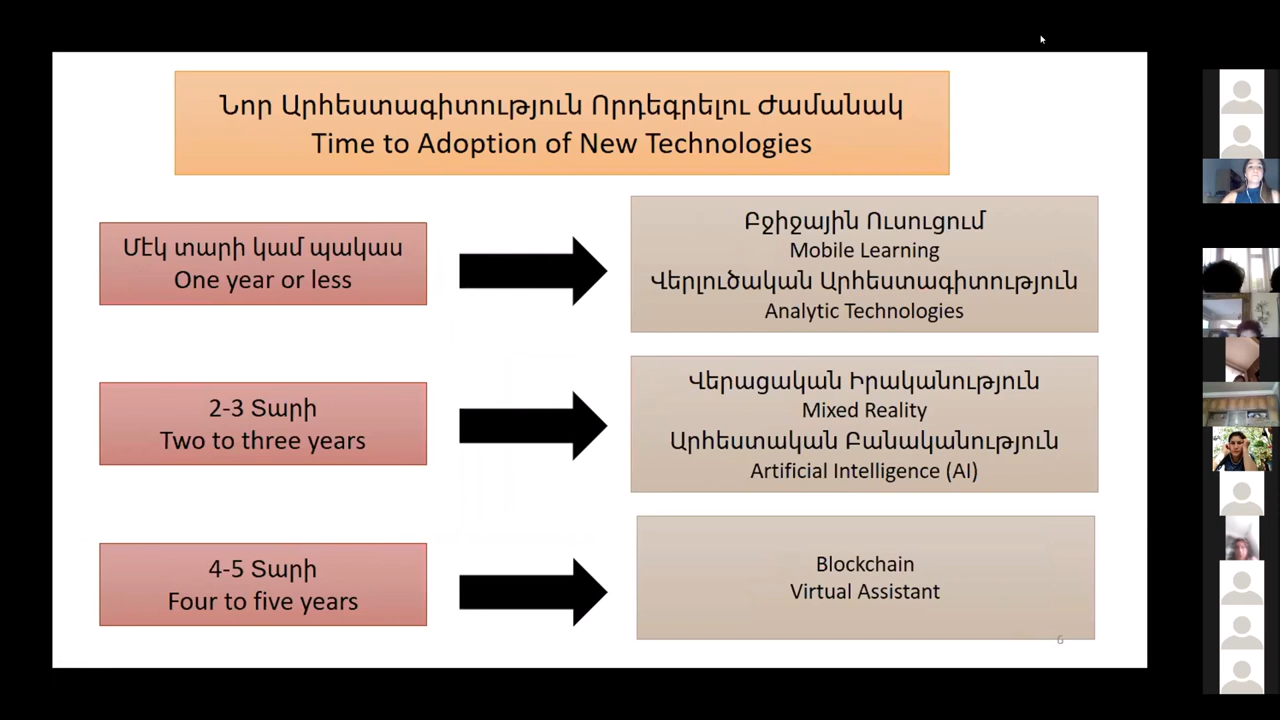 Նոր Արհեստագիտություն Որդեգրելու Ժամանակ
Time to Adoption of New Technologies
Մէկ տարի կամ պակաս
One year or less
Բջիջային Ուսուցում
Mobile Learning
Վերլուծական Արհեստագիտություն
Analytic Technologies
2-3 Տարի
Two to three years
Վերացական Իրականություն
Mixed Reality
Արհեստական Բանականություն
Artificial Intelligence (AI)
4-5 Տարի
Four to five years
Blockchain
Virtual Assistant
6